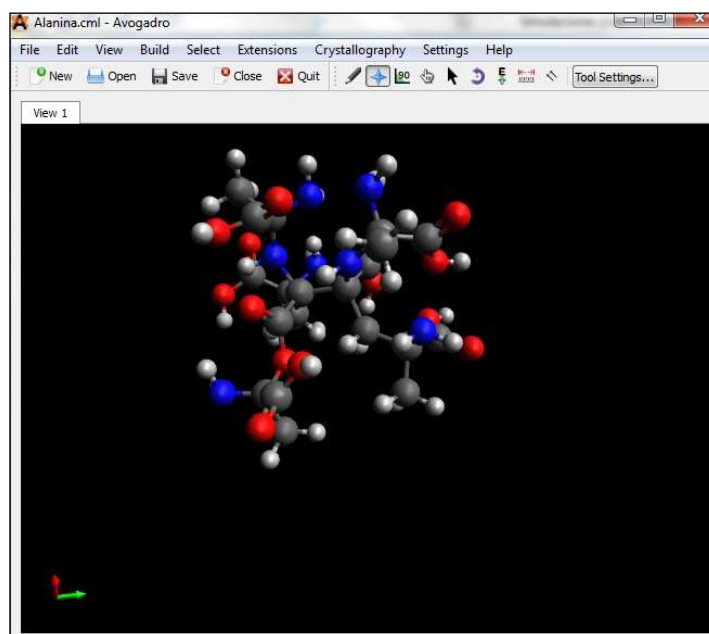 Alanina.cml - Avogadro
File Edit View Build Select Extensions Crystallography Settings Help
New Open Save Close Quit 90 E Tool Settings...
View 1